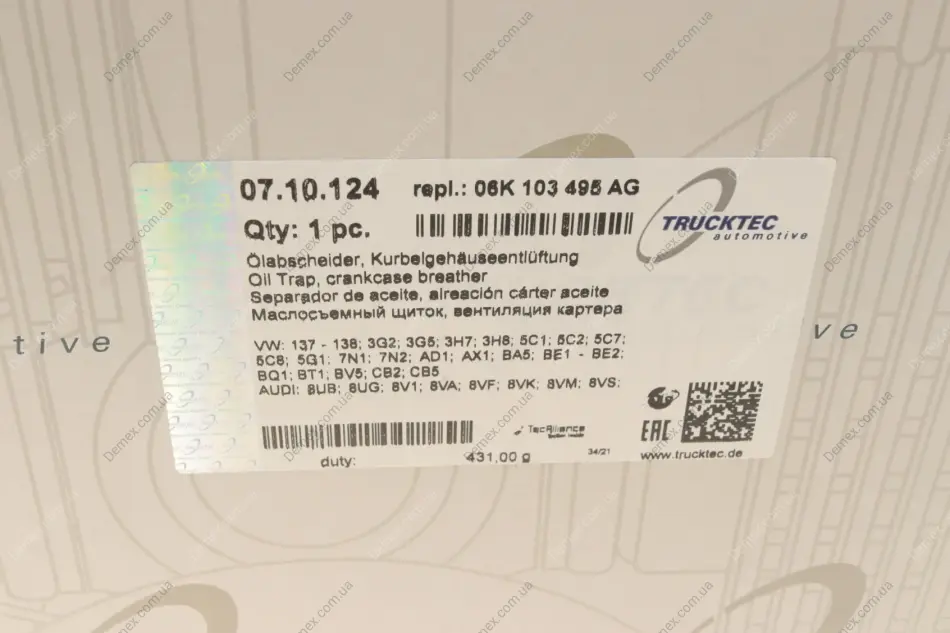 07.10.124 repl.: 06K 103 495 AG
Qty: 1 pc.
TRUCKTEC
automotive
Ölabscheider, Kurbelgehäuseentlüftung
Oil Trap, crankcase breather
Separador de aceite, aireación cárter aceite
Маслосъемный щиток, вентиляция картера
VW: 137 - 138; 3G2; 3G5; 3H7; 3H8; 5C1; 5C2; 5C7;
5C8; 5G1; 7N1; 7N2; AD1; AX1; BA5; BE1 - BE2;
BQ1; BT1; BV5; CB2; CB5
AUDI: 8UB; 8UG; 8V1; 8VA; 8VF; 8VK; 8VM; 8VS;
TecAlliance
EAC
duty: 431,00 g 34/21
www.trucktec.de
tive
ve
Demex.com.ua